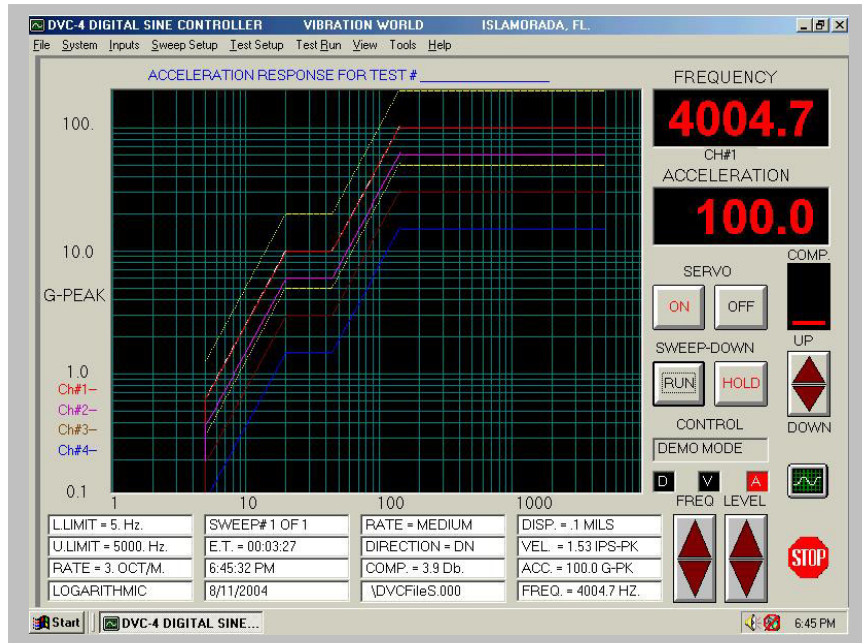 DVC-4 DIGITAL SINE CONTROLLER VIBRATION WORLD ISLAMORADA, FL.
File System Inputs Sweep Setup Test Setup Test Run View Tools Help
ACCELERATION RESPONSE FOR TEST #_______________
FREQUENCY
4004.7
CH#1
ACCELERATION
100.0
100.
10.0
G-PEAK
1.0
Ch#1–
Ch#2–
Ch#3–
Ch#4–
0.1
1 10 100 1000
COMP.
SERVO
ON OFF
UP
SWEEP-DOWN
RUN HOLD
CONTROL
DOWN
DEMO MODE
D V A
FREQ LEVEL
STOP
L.LIMIT = 5. Hz. SWEEP# 1 OF 1 RATE = MEDIUM DISP. = .1 MILS
U.LIMIT = 5000. Hz. E.T. = 00:03:27 DIRECTION = DN VEL. = 1.53 IPS-PK
RATE = 3. OCT/M. 6:45:32 PM COMP. = 3.9 Db. ACC. = 100.0 G-PK
LOGARITHMIC 8/11/2004 \DVCFileS.000 FREQ. = 4004.7 HZ.
Start DVC-4 DIGITAL SINE... 6:45 PM